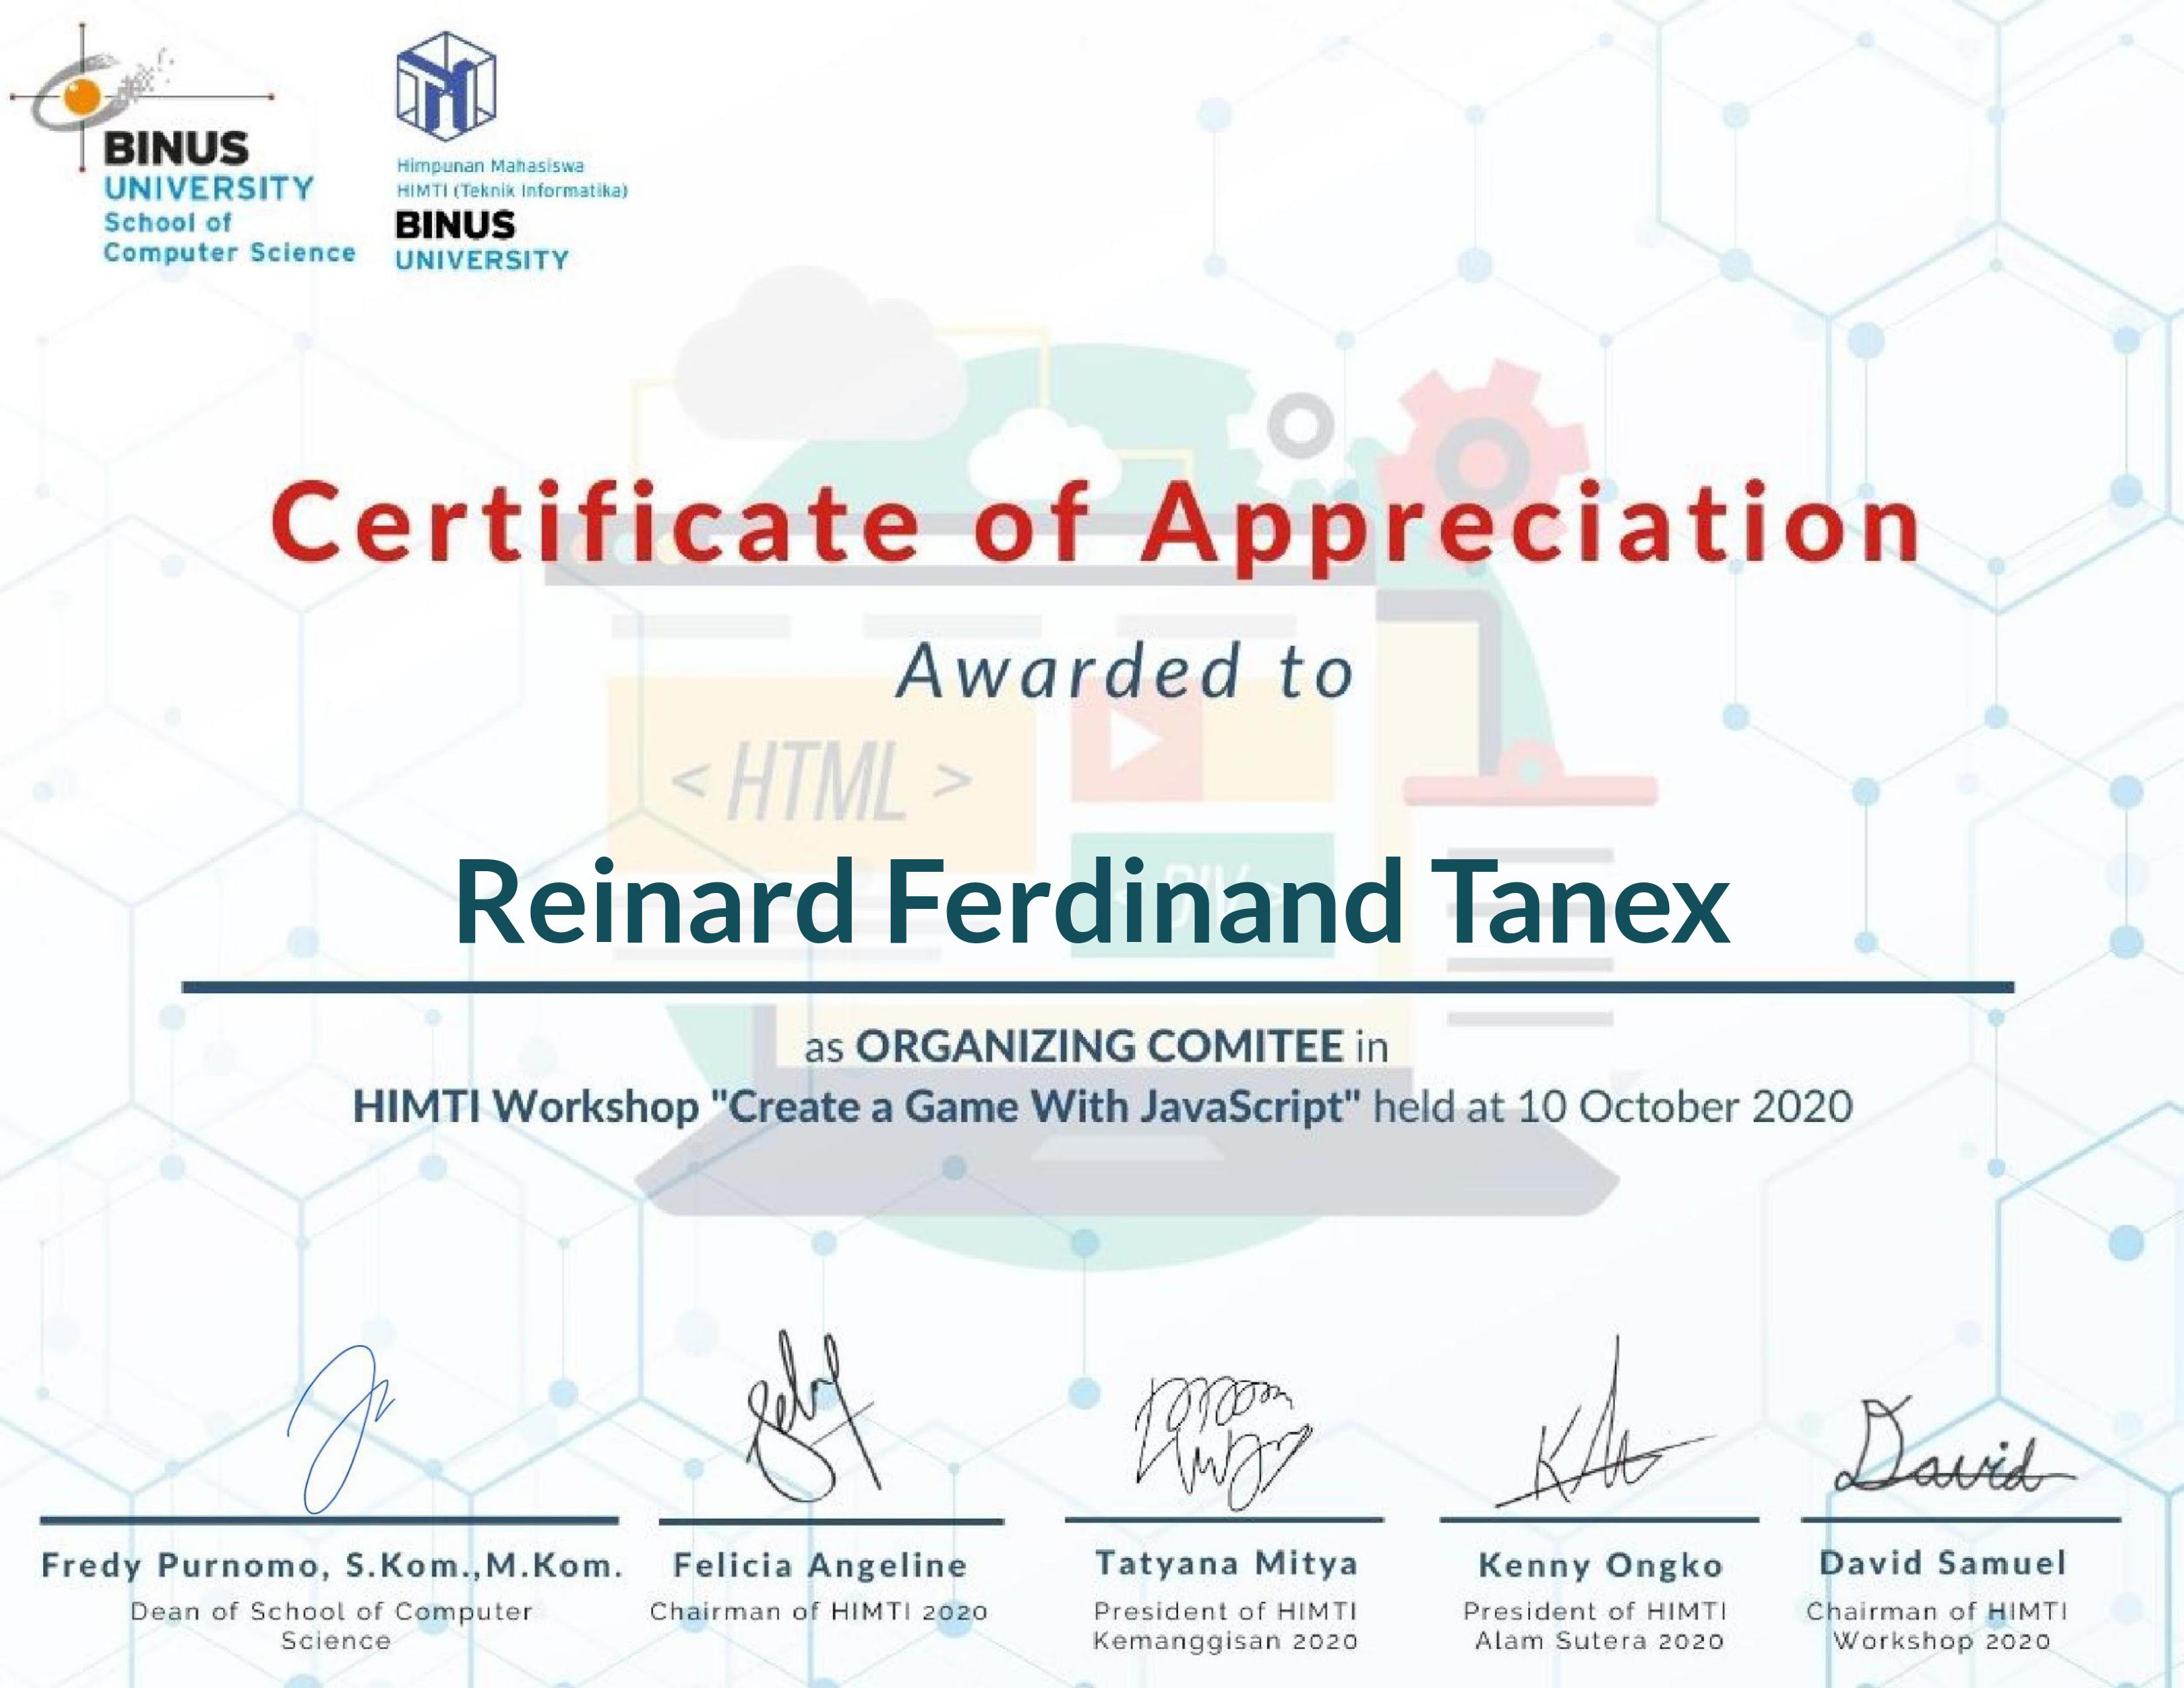 BINUS
UNIVERSITY
School of
Computer Science
Himpunan Mahasiswa
HIMTI (Teknik Informatika)
BINUS
UNIVERSITY
Certificate of Appreciation
Awarded to
< HTML >
DIV
Reinard Ferdinand Tanex
as ORGANIZING COMITEE in
HIMTI Workshop "Create a Game With JavaScript" held at 10 October 2020
David
Fredy Purnomo, S.Kom.,M.Kom.
Dean of School of Computer
Science
Felicia Angeline
Chairman of HIMTI 2020
Tatyana Mitya
President of HIMTI
Kemanggisan 2020
Kenny Ongko
President of HIMTI
Alam Sutera 2020
David Samuel
Chairman of HIMTI
Workshop 2020